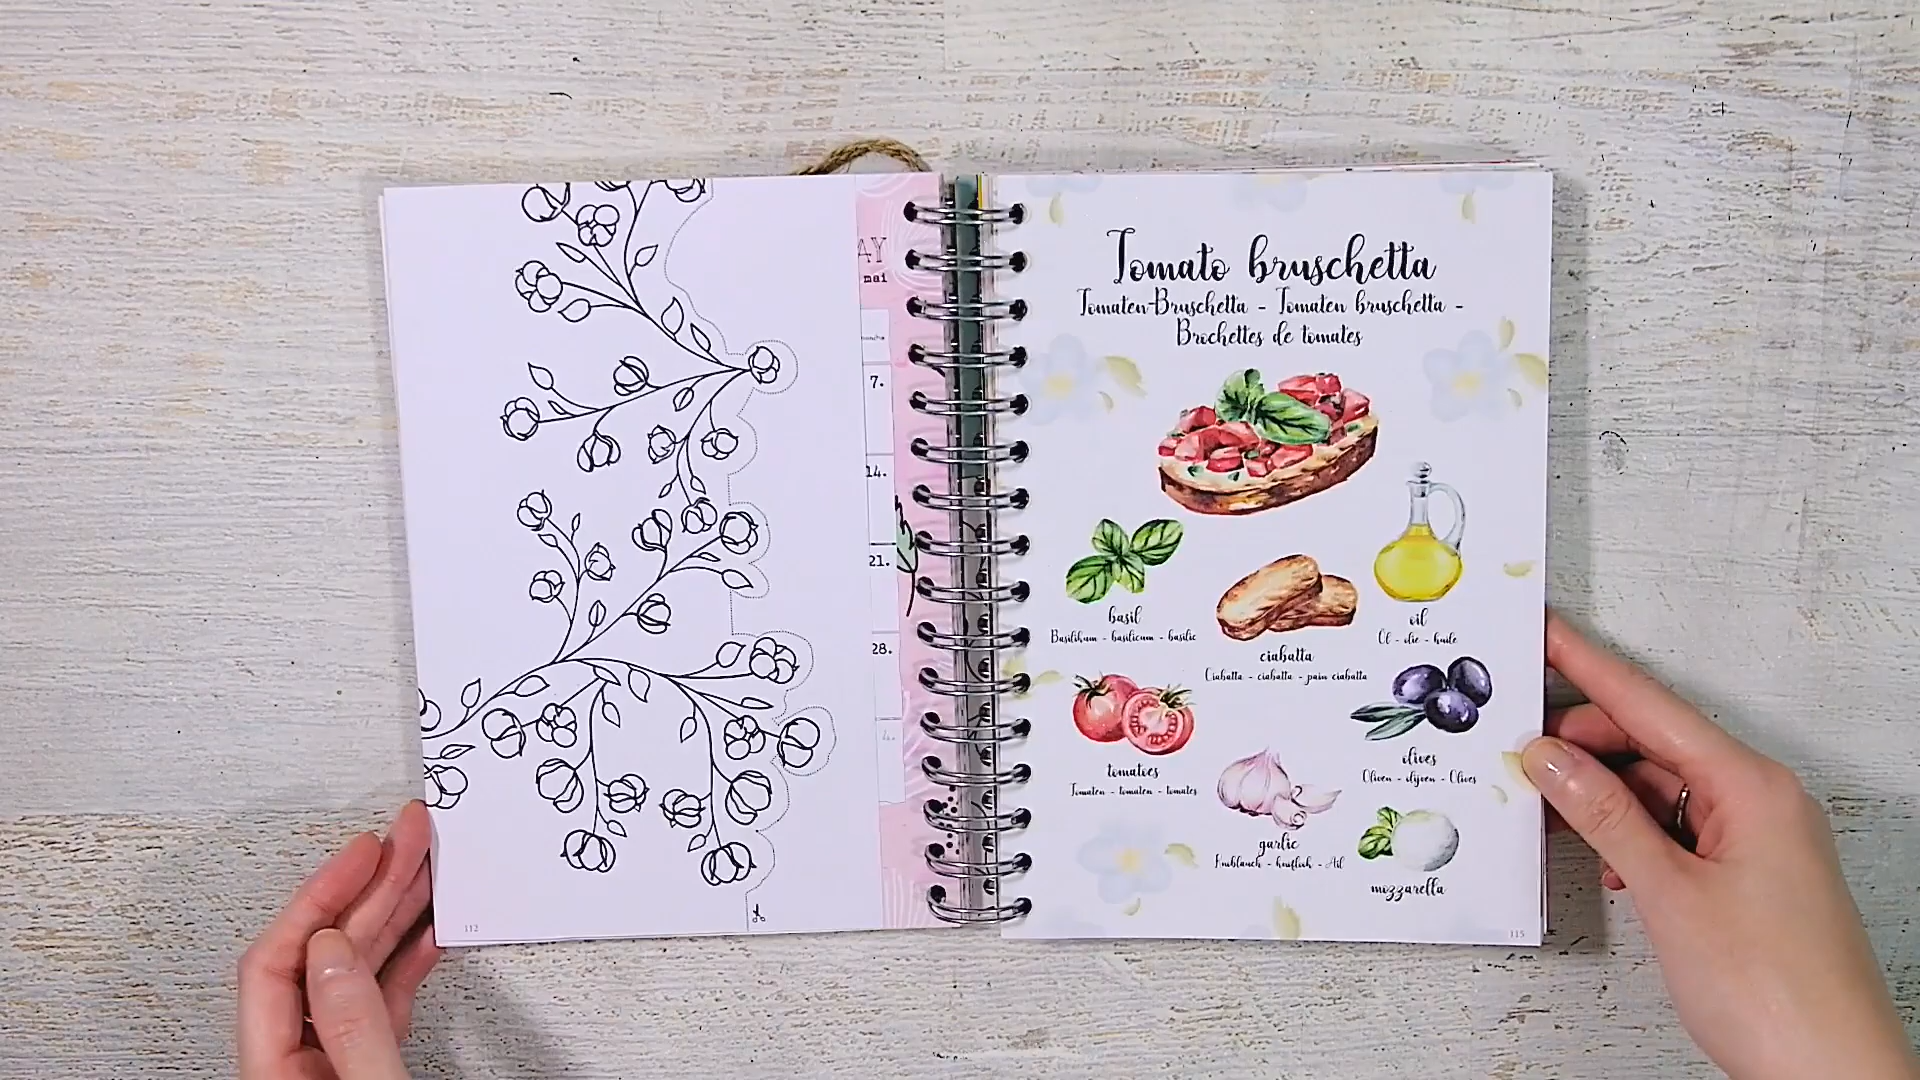 AY
mai
7.
14.
21.
28.
4.
112
Tomato bruschetta
Tomaten-Bruschetta - Tomaten bruschetta -
Brochettes de tomates
basil
Basilikum - basilicum - basilic
oil
Öl - olie - huile
ciabatta
Ciabatta - ciabatta - pain ciabatta
tomatoes
Tomaten - tomaten - tomates
olives
Oliven - olijven - Olives
garlic
Knoblauch - knoflook - Ail
mozzarella
115